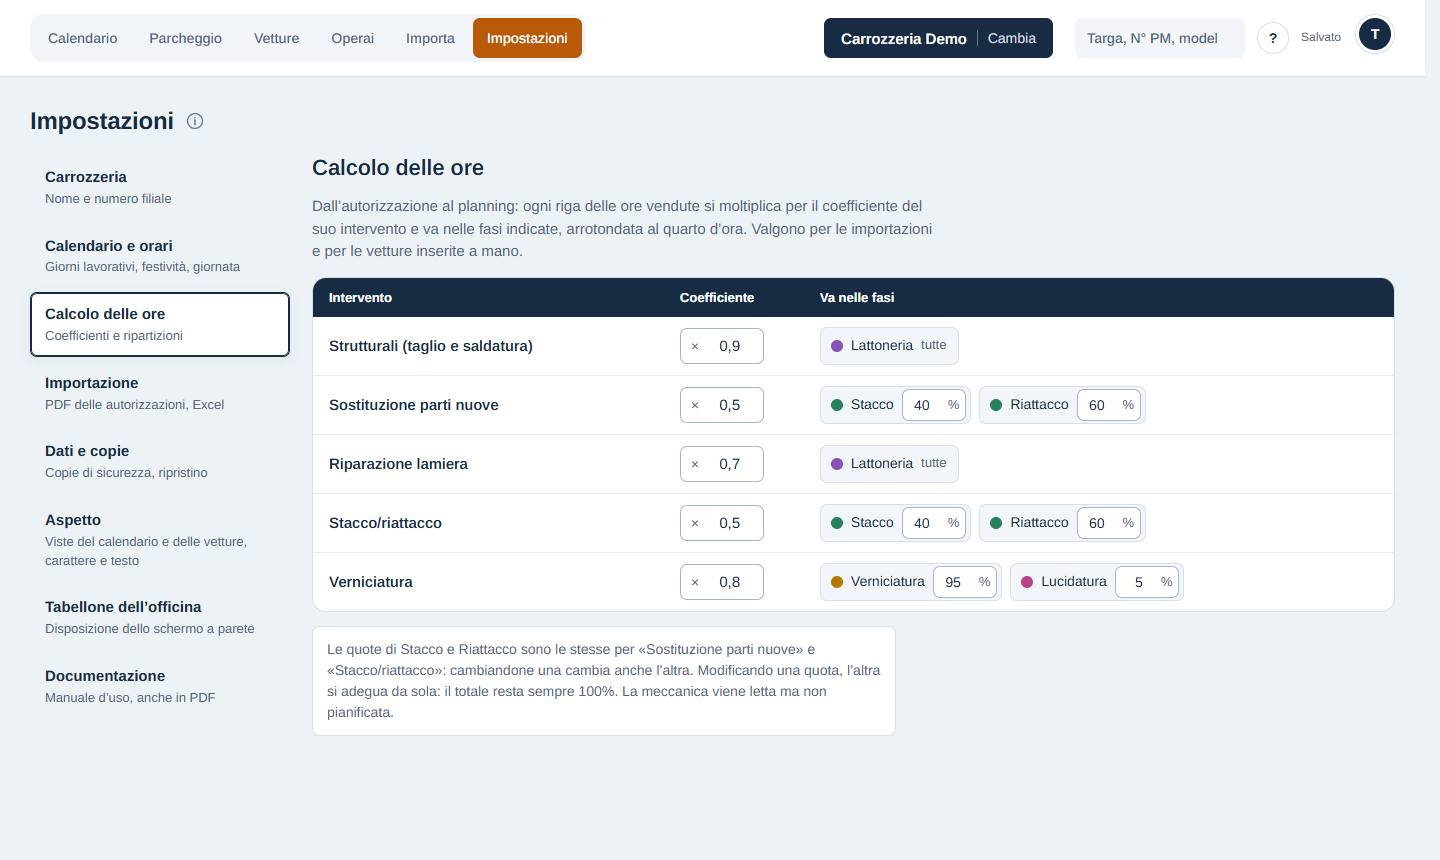 Calendario Parcheggio Vetture Operai Importa Impostazioni Carrozzeria Demo Cambia Targa, N° PM, model ? Salvato T
Impostazioni
Carrozzeria
Nome e numero filiale
Calendario e orari
Giorni lavorativi, festività, giornata
Calcolo delle ore
Coefficienti e ripartizioni
Importazione
PDF delle autorizzazioni, Excel
Dati e copie
Copie di sicurezza, ripristino
Aspetto
Viste del calendario e delle vetture,
carattere e testo
Tabellone dell’officina
Disposizione dello schermo a parete
Documentazione
Manuale d’uso, anche in PDF
Calcolo delle ore
Dall’autorizzazione al planning: ogni riga delle ore vendute si moltiplica per il coefficiente del
suo intervento e va nelle fasi indicate, arrotondata al quarto d’ora. Valgono per le importazioni
e per le vetture inserite a mano.
Intervento Coefficiente Va nelle fasi
Strutturali (taglio e saldatura) × 0,9 Lattoneria tutte
Sostituzione parti nuove × 0,5 Stacco 40 % Riattacco 60 %
Riparazione lamiera × 0,7 Lattoneria tutte
Stacco/riattacco × 0,5 Stacco 40 % Riattacco 60 %
Verniciatura × 0,8 Verniciatura 95 % Lucidatura 5 %
Le quote di Stacco e Riattacco sono le stesse per «Sostituzione parti nuove» e
«Stacco/riattacco»: cambiandone una cambia anche l’altra. Modificando una quota, l’altra
si adegua da sola: il totale resta sempre 100%. La meccanica viene letta ma non
pianificata.